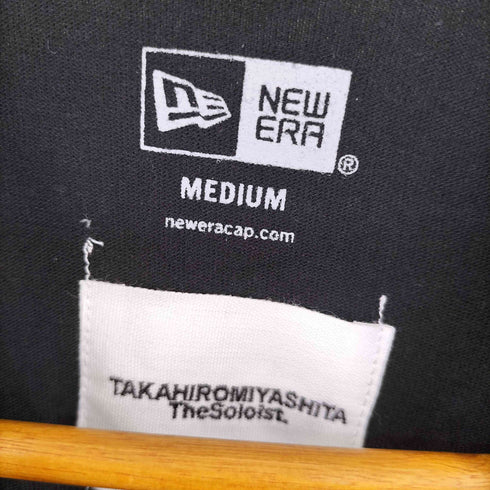 NEW
ERA
®
MEDIUM
neweracap.com
TAKAHIROMIYASHITA
TheSoloist.